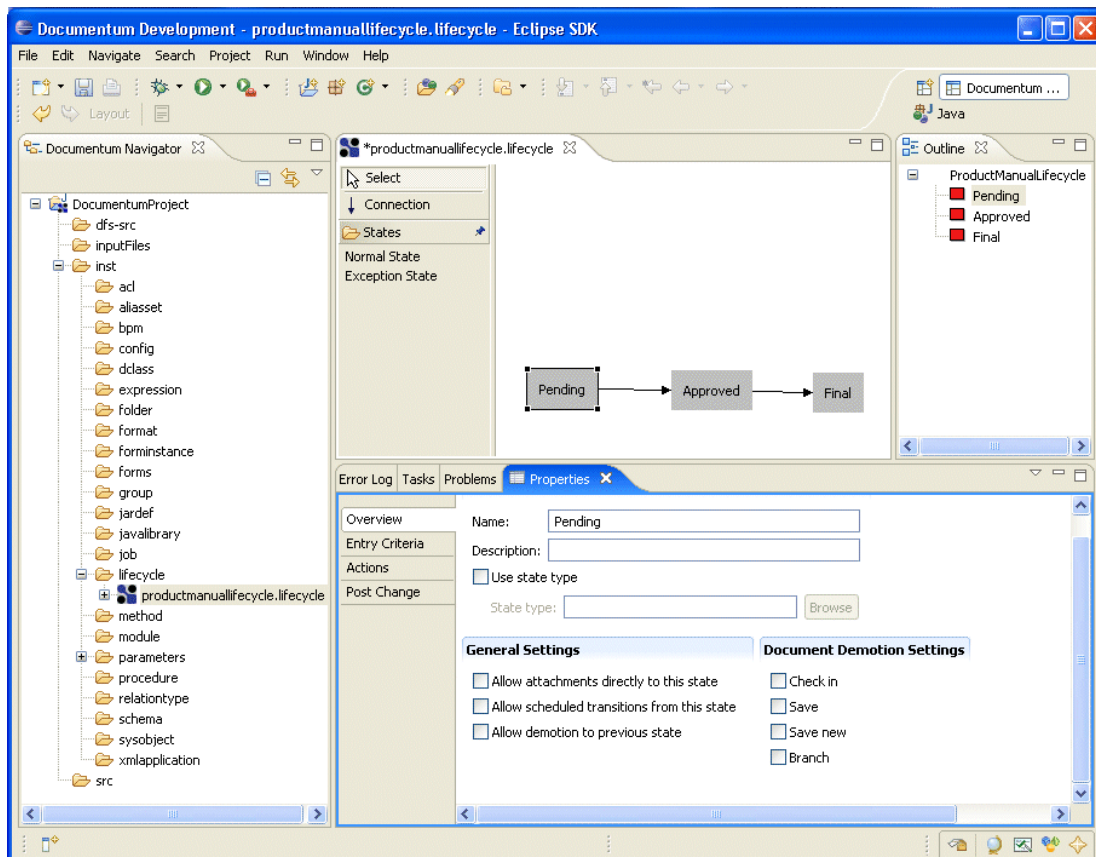 Documentum Development - productmanuallifecycle.lifecycle - Eclipse SDK
File Edit Navigate Search Project Run Window Help
Documentum ...
Layout
Java
Documentum Navigator
DocumentumProject
dfs-src
inputFiles
inst
acl
aliasset
bpm
config
dclass
expression
folder
format
forminstance
forms
group
jardef
javalibrary
job
lifecycle
productmanuallifecycle.lifecycle
method
module
parameters
procedure
relationtype
schema
sysobject
xmlapplication
src
*productmanuallifecycle.lifecycle
Select
Connection
States
Normal State
Exception State
Pending
Approved
Final
Outline
ProductManualLifecycle
Pending
Approved
Final
Error Log Tasks Problems Properties
Overview
Entry Criteria
Actions
Post Change
Name: Pending
Description:
Use state type
State type: Browse
General Settings
Allow attachments directly to this state
Allow scheduled transitions from this state
Allow demotion to previous state
Document Demotion Settings
Check in
Save
Save new
Branch